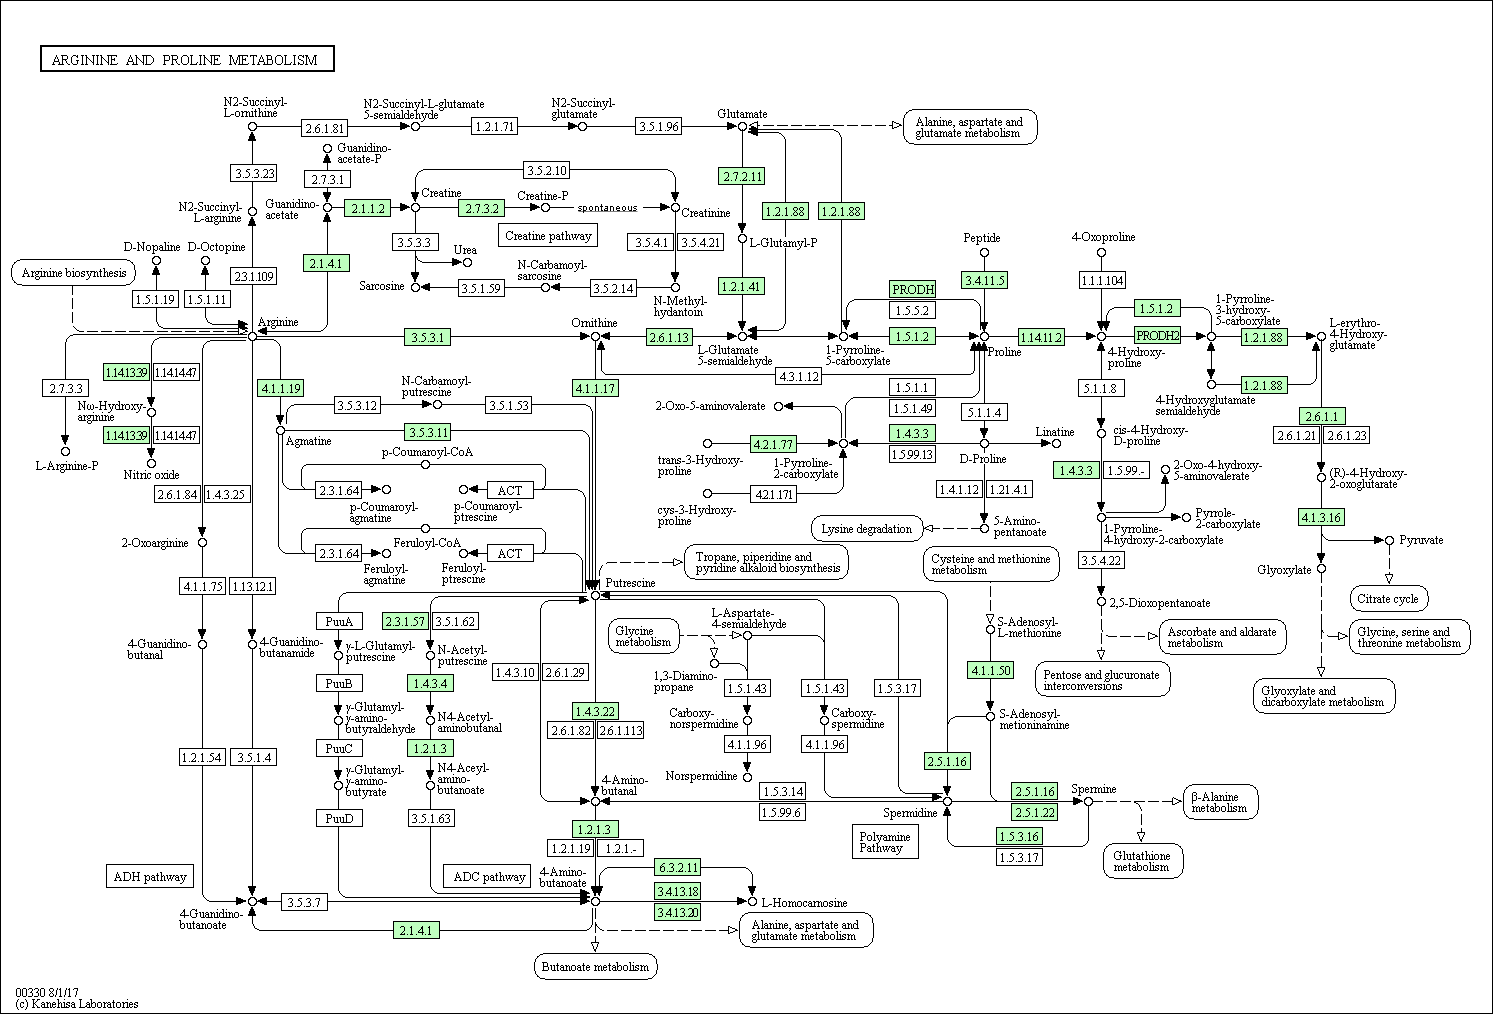 ARGININE AND PROLINE METABOLISM
N2-Succinyl-
L-ornithine
2.6.1.81
N2-Succinyl-L-glutamate
5-semialdehyde
1.2.1.71
N2-Succinyl-
glutamate
3.5.1.96
Glutamate
Alanine, aspartate and
glutamate metabolism
3.5.3.23
Guanidino-
acetate-P
2.7.3.1
3.5.2.10
2.7.2.11
N2-Succinyl-
L-arginine
Guanidino-
acetate
2.1.1.2
Creatine
2.7.3.2
Creatine-P
spontaneous
Creatinine
1.2.1.88
1.2.1.88
D-Nopaline
D-Octopine
3.5.3.3
Urea
Creatine pathway
3.5.4.1
3.5.4.21
L-Glutamyl-P
Peptide
4-Oxoproline
Arginine biosynthesis
2.3.1.109
2.1.4.1
Sarcosine
3.5.1.59
N-Carbamoyl-
sarcosine
3.5.2.14
N-Methyl-
hydantoin
1.2.1.41
PRODH
1.5.5.2
3.4.11.5
1.1.1.104
1.5.1.19
1.5.1.11
Arginine
3.5.3.1
Ornithine
2.6.1.13
L-Glutamate
5-semialdehyde
1-Pyrroline-
5-carboxylate
1.5.1.2
Proline
1.14.11.2
4-Hydroxy-
proline
1.5.1.2
PRODH2
1-Pyrroline-
3-hydroxy-
5-carboxylate
1.2.1.88
L-erythro-
4-Hydroxy-
glutamate
2.7.3.3
1.14.13.39
1.14.14.47
4.1.1.19
N-Carbamoyl-
putrescine
4.1.1.17
4.3.1.12
1.5.1.1
1.5.1.49
5.1.1.8
1.2.1.88
4-Hydroxyglutamate
semialdehyde
Nω-Hydroxy-
arginine
3.5.3.12
3.5.1.53
2-Oxo-5-aminovalerate
5.1.1.4
2.6.1.1
2.6.1.21
2.6.1.23
1.14.13.39
1.14.14.47
Agmatine
3.5.3.11
4.2.1.77
1.4.3.3
1.5.99.13
Linatine
D-Proline
cis-4-Hydroxy-
D-proline
L-Arginine-P
Nitric oxide
p-Coumaroyl-CoA
trans-3-Hydroxy-
proline
1-Pyrroline-
2-carboxylate
1.4.3.3
1.5.99.-
2-Oxo-4-hydroxy-
5-aminovalerate
(R)-4-Hydroxy-
2-oxoglutarate
2.6.1.84
1.4.3.25
2.3.1.64
ACT
4.2.1.171
1.4.1.12
1.21.4.1
p-Coumaroyl-
agmatine
p-Coumaroyl-
ptrescine
cys-3-Hydroxy-
proline
Lysine degradation
5-Amino-
pentanoate
Pyrrole-
2-carboxylate
4.1.3.16
2-Oxoarginine
Feruloyl-CoA
2.3.1.64
ACT
1-Pyrroline-
4-hydroxy-2-carboxylate
Pyruvate
Feruloyl-
agmatine
Feruloyl-
ptrescine
Tropane, piperidine and
pyridine alkaloid biosynthesis
Cysteine and methionine
metabolism
3.5.4.22
Glyoxylate
4.1.1.75
1.13.12.1
Putrescine
2,5-Dioxopentanoate
Citrate cycle
PuuA
2.3.1.57
3.5.1.62
Glycine
metabolism
L-Aspartate-
4-semialdehyde
S-Adenosyl-
L-methionine
Ascorbate and aldarate
metabolism
Glycine, serine and
threonine metabolism
4-Guanidino-
butanal
4-Guanidino-
butanamide
γ-L-Glutamyl-
putrescine
N-Acetyl-
putrescine
1.4.3.10
2.6.1.29
1,3-Diamino-
propane
4.1.1.50
Pentose and glucuronate
interconversions
PuuB
1.4.3.4
1.5.1.43
1.5.1.43
1.5.3.17
Glyoxylate and
dicarboxylate metabolism
γ-Glutamyl-
γ-amino-
butyraldehyde
N4-Acetyl-
aminobutanal
1.4.3.22
2.6.1.82
2.6.1.113
Carboxy-
norspermidine
Carboxy-
spermidine
S-Adenosyl-
metioninamine
1.2.1.54
3.5.1.4
PuuC
1.2.1.3
4.1.1.96
4.1.1.96
2.5.1.16
γ-Glutamyl-
γ-amino-
butyrate
N4-Aceyl-
amino-
butanoate
4-Amino-
butanal
Norspermidine
1.5.3.14
1.5.99.6
Spermidine
2.5.1.16
2.5.1.22
Spermine
β-Alanine
metabolism
PuuD
3.5.1.63
1.2.1.3
1.2.1.19
1.2.1.-
Polyamine
Pathway
1.5.3.16
1.5.3.17
Glutathione
metabolism
ADH pathway
ADC pathway
4-Amino-
butanoate
6.3.2.11
3.4.13.18
3.4.13.20
L-Homocarnosine
4-Guanidino-
butanoate
3.5.3.7
2.1.4.1
Alanine, aspartate and
glutamate metabolism
Butanoate metabolism
00330 8/1/17
(c) Kanehisa Laboratories